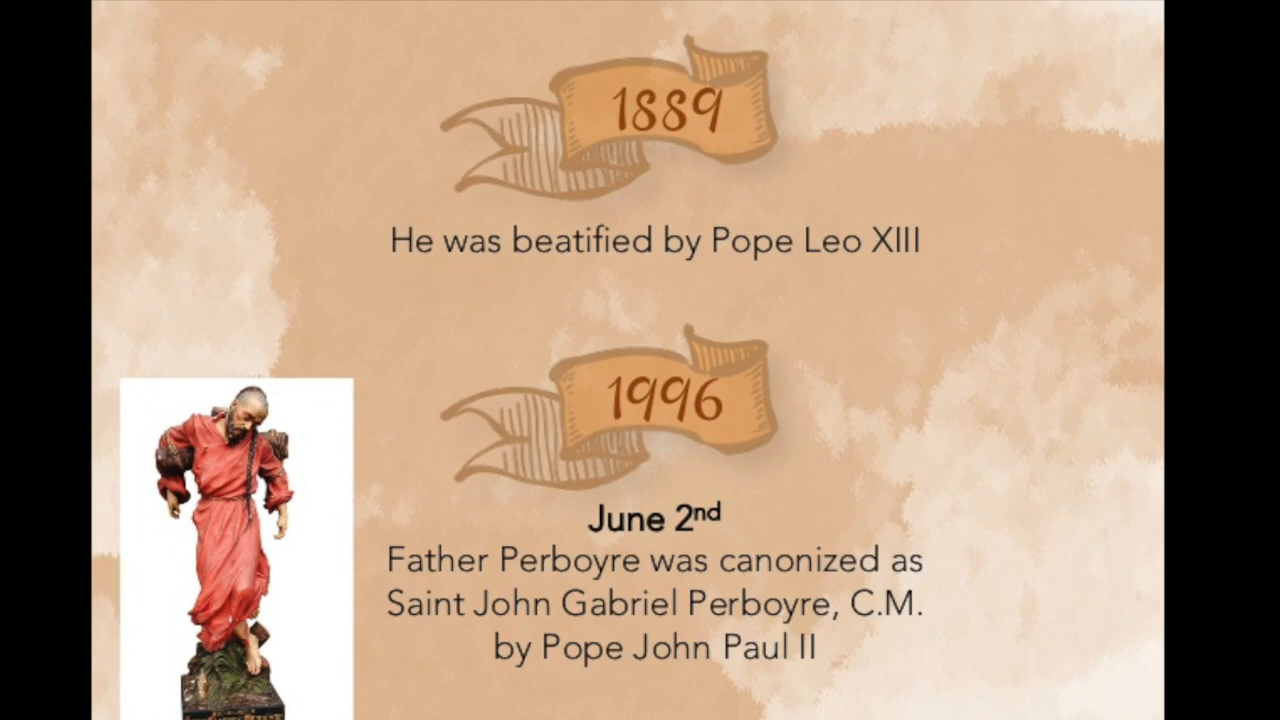 1889
He was beatified by Pope Leo XIII
1996
June 2nd
Father Perboyre was canonized as
Saint John Gabriel Perboyre, C.M.
by Pope John Paul II